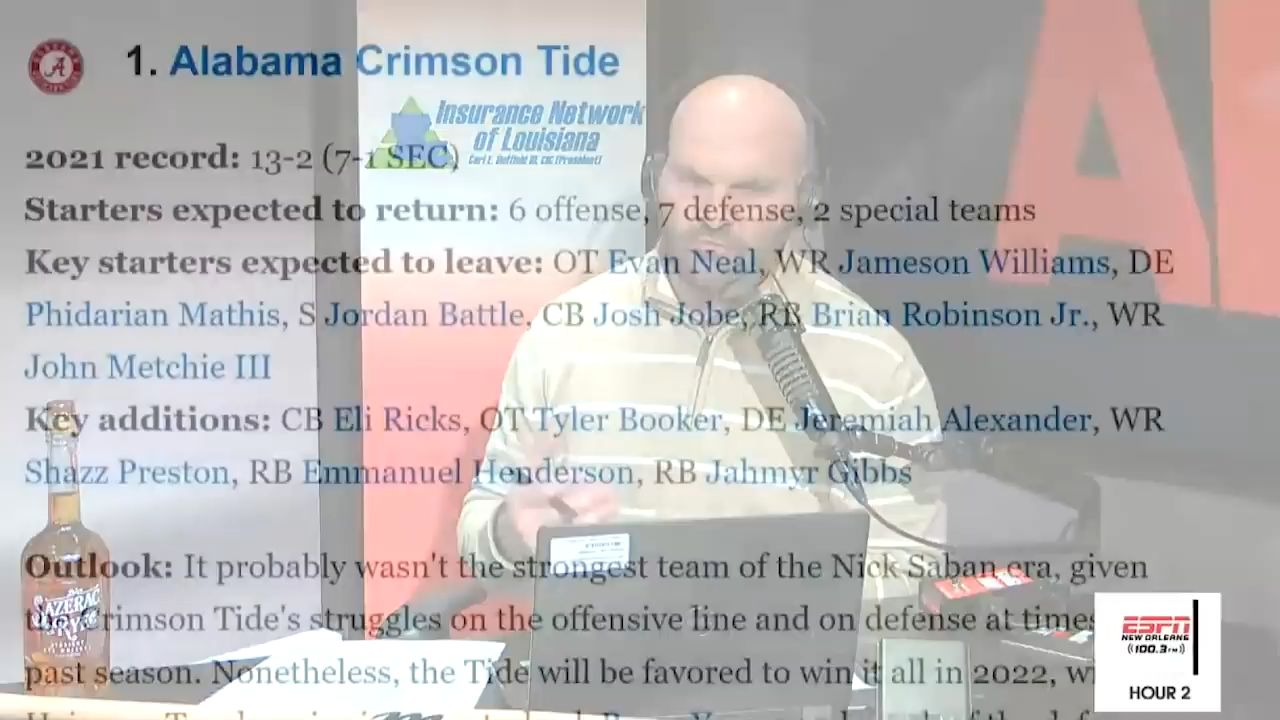 1. Alabama Crimson Tide
Insurance Network
of Louisiana
2021 record: 13-2 (7-1 SEC)
Starters expected to return: 6 offense, 7 defense, 2 special teams
Key starters expected to leave: OT Evan Neal, WR Jameson Williams, DE
Phidarian Mathis, S Jordan Battle, CB Josh Jobe, RB Brian Robinson Jr., WR
John Metchie III
Key additions: CB Eli Ricks, OT Tyler Booker, DE Jeremiah Alexander, WR
Shazz Preston, RB Emmanuel Henderson, RB Jahmyr Gibbs
Outlook: It probably wasn't the strongest team of the Nick Saban era, given
the Crimson Tide's struggles on the offensive line and on defense at times
past season. Nonetheless, the Tide will be favored to win it all in 2022,
SAZERAC
RYE
ESPN
NEW ORLEANS
100.3 FM
HOUR 2